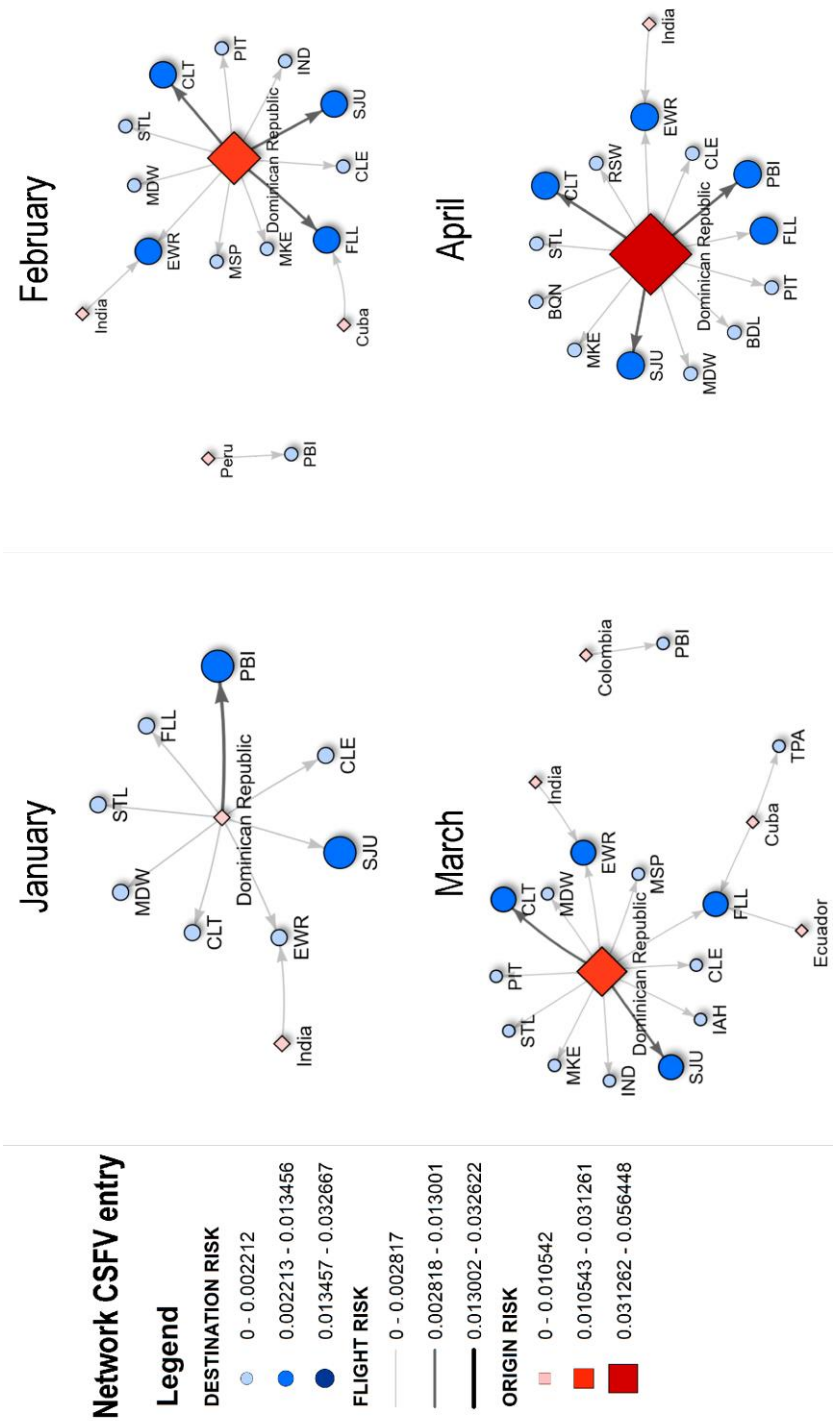 Network CSFV entry
Legend
DESTINATION RISK
0 - 0.002212
0.002213 - 0.013456
0.013457 - 0.032667
FLIGHT RISK
0 - 0.002817
0.002818 - 0.013001
0.013002 - 0.032622
ORIGIN RISK
0 - 0.010542
0.010543 - 0.031261
0.031262 - 0.056448
January
STL
FLL
MDW
PBI
CLT
Dominican Republic
EWR
CLE
India
SJU
February
India
STL
CLT
MDW
PIT
EWR
IND
Peru
MSP
Dominican Republic
MKE
SJU
PBI
FLL
CLE
Cuba
March
PIT
CLT
STL
India
MDW
MKE
EWR
Colombia
IND
Dominican Republic
MSP
SJU
PBI
CLE
IAH
FLL
Cuba
TPA
Ecuador
April
STL
CLT
BQN
RSW
India
MKE
EWR
SJU
Dominican Republic
CLE
MDW
PBI
BDL
FLL
PIT